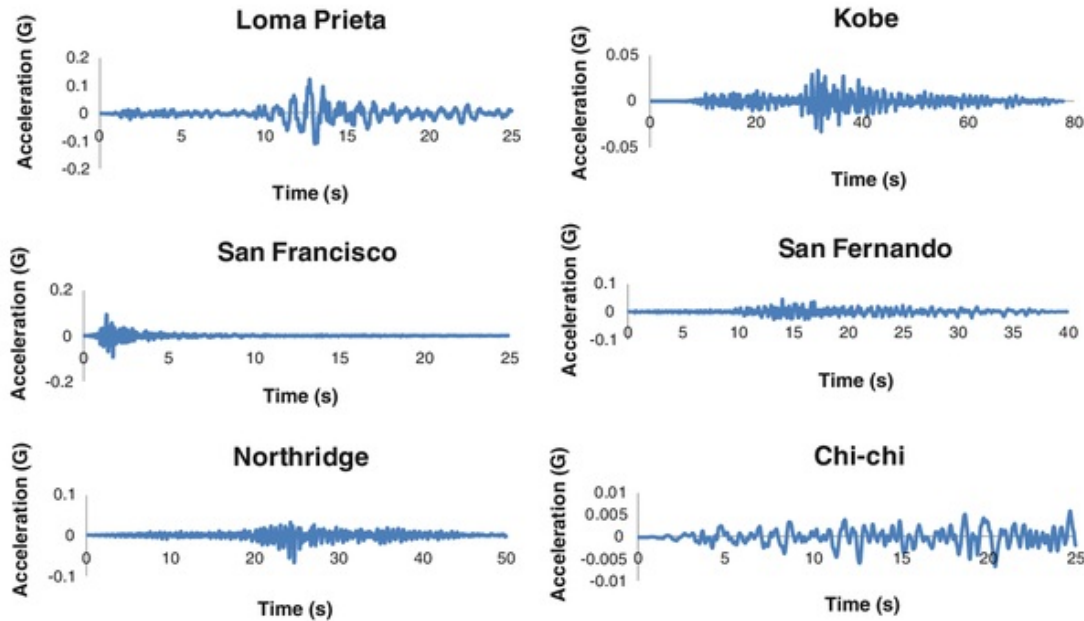 Loma Prieta
Acceleration (G)
0.2
0.1
0
-0.1
-0.2
0 5 10 15 20 25
Time (s)
Kobe
Acceleration (G)
0.05
0
-0.05
0 20 40 60 80
Time (s)
San Francisco
Acceleration (G)
0.2
0
-0.2
0 5 10 15 20 25
Time (s)
San Fernando
Acceleration (G)
0.1
0
-0.1
0 5 10 15 20 25 30 35 40
Time (s)
Northridge
Acceleration (G)
0.1
0
-0.1
0 10 20 30 40 50
Time (s)
Chi-chi
Acceleration (G)
0.01
0.005
0
-0.005
-0.01
0 5 10 15 20 25
Time (s)